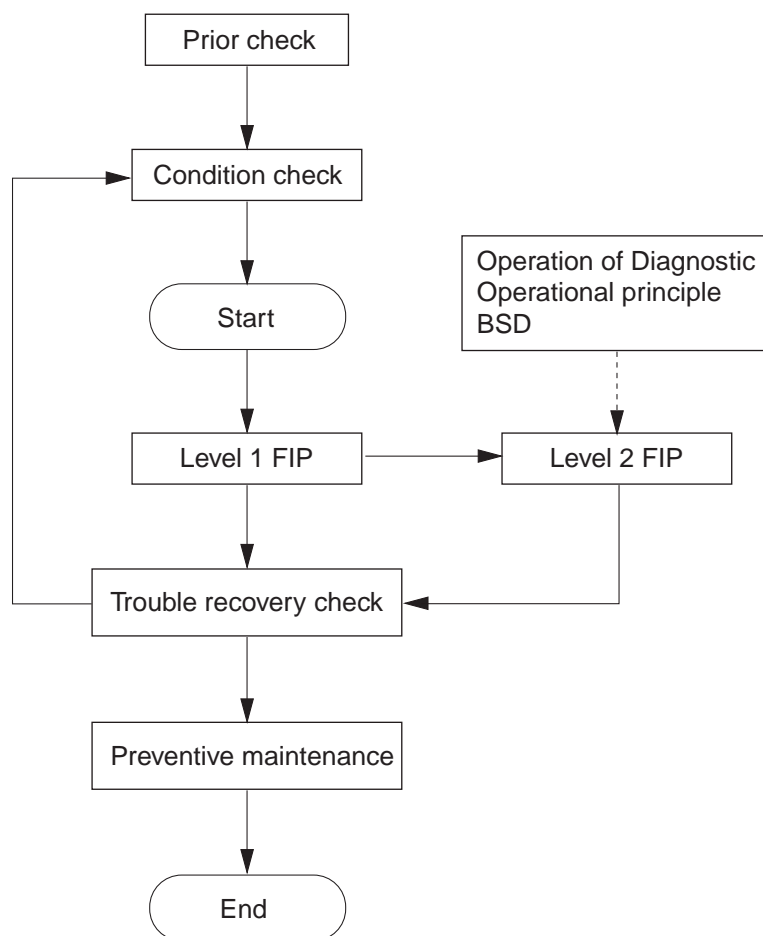 Prior check
Condition check
Operation of Diagnostic
Operational principle
BSD
Start
Level 1 FIP
Level 2 FIP
Trouble recovery check
Preventive maintenance
End